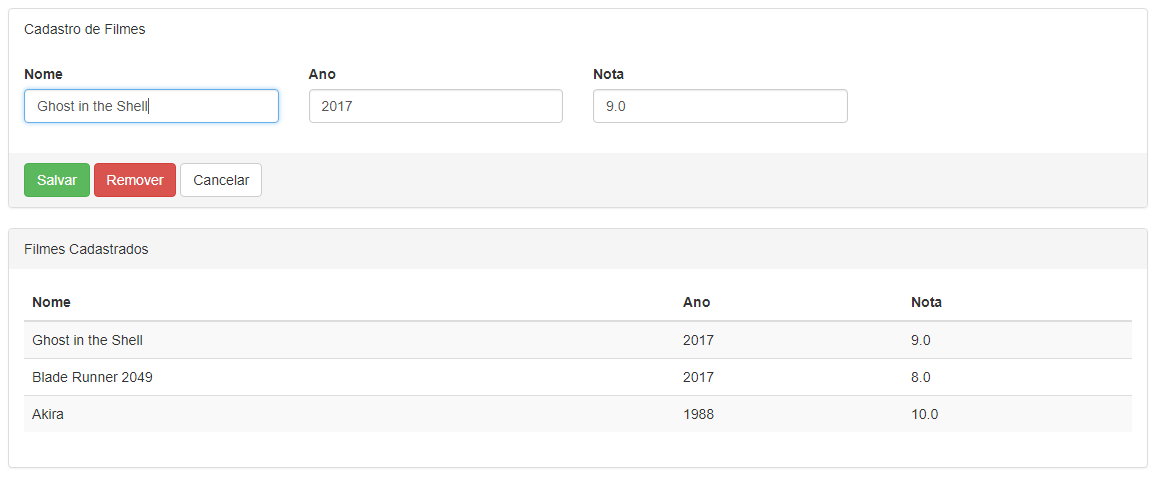 Cadastro de Filmes
Nome Ano Nota
Ghost in the Shell 2017 9.0
Salvar Remover Cancelar
Filmes Cadastrados
Nome Ano Nota
Ghost in the Shell 2017 9.0
Blade Runner 2049 2017 8.0
Akira 1988 10.0